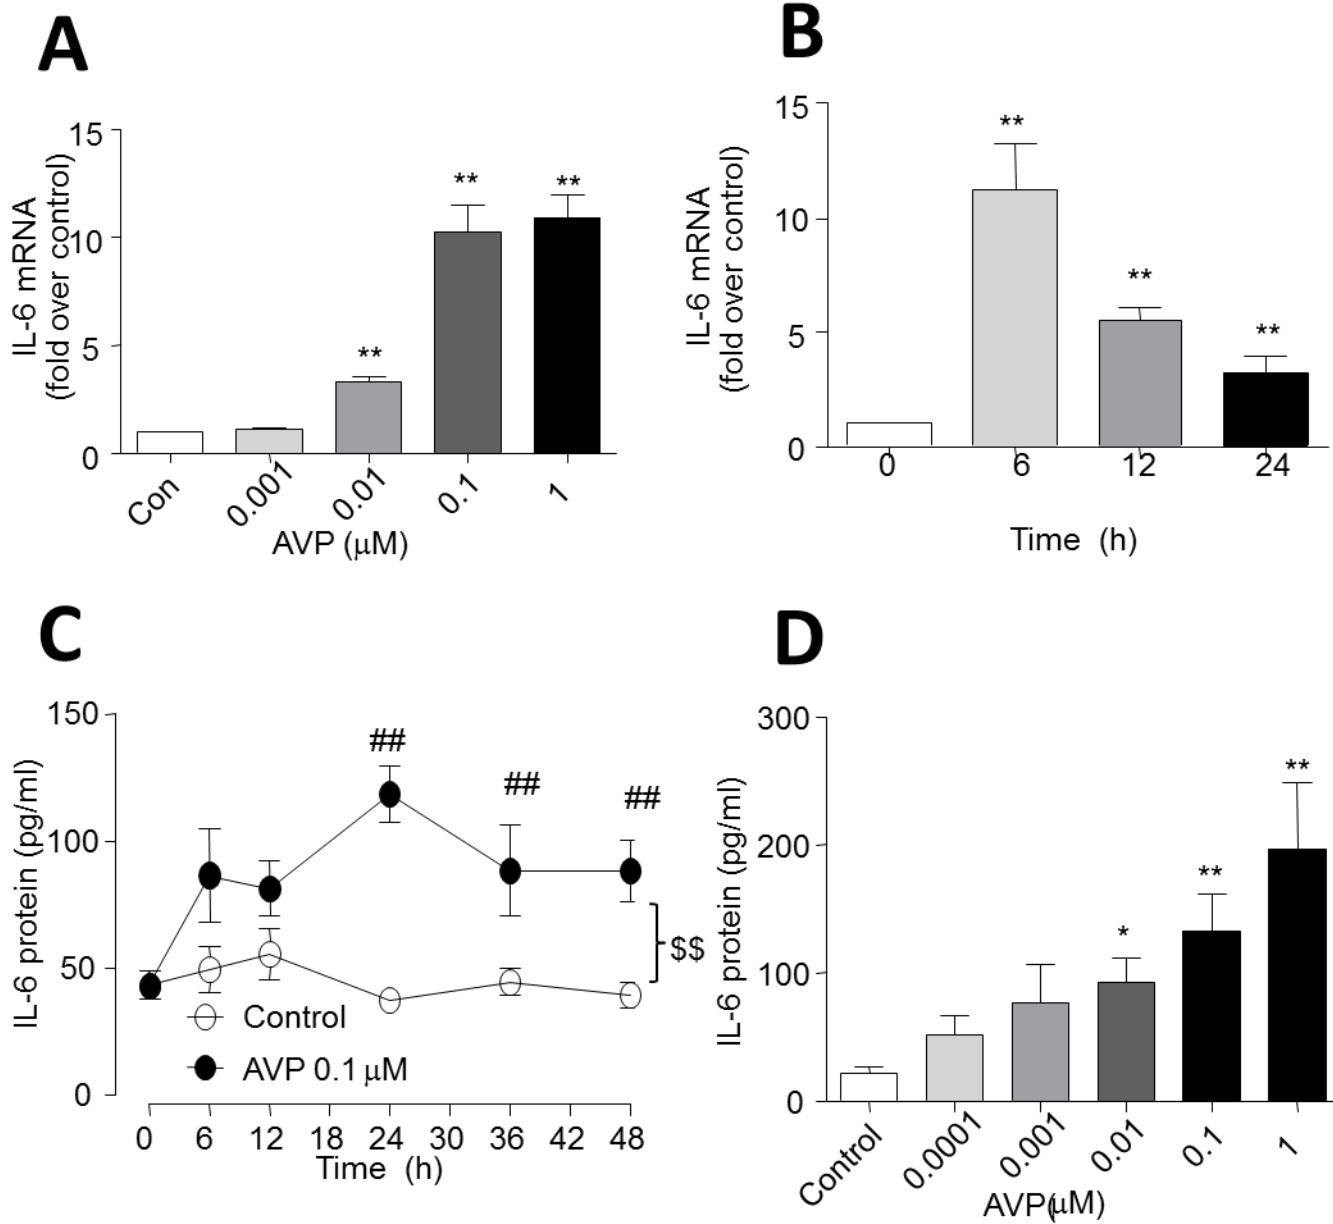 A
15
10
5
0
IL-6 mRNA
(fold over control)
**
**
**
Con
0.001
0.01
0.1
1
AVP (μM)
B
15
10
5
0
IL-6 mRNA
(fold over control)
**
**
**
0 6 12 24
Time (h)
C
150
100
50
0
IL-6 protein (pg/ml)
##
##
##
$$
Control
AVP 0.1 μM
0 6 12 18 24 30 36 42 48
Time (h)
D
300
200
100
0
IL-6 protein (pg/ml)
*
**
**
Control
0.0001
0.001
0.01
0.1
1
AVP(μM)